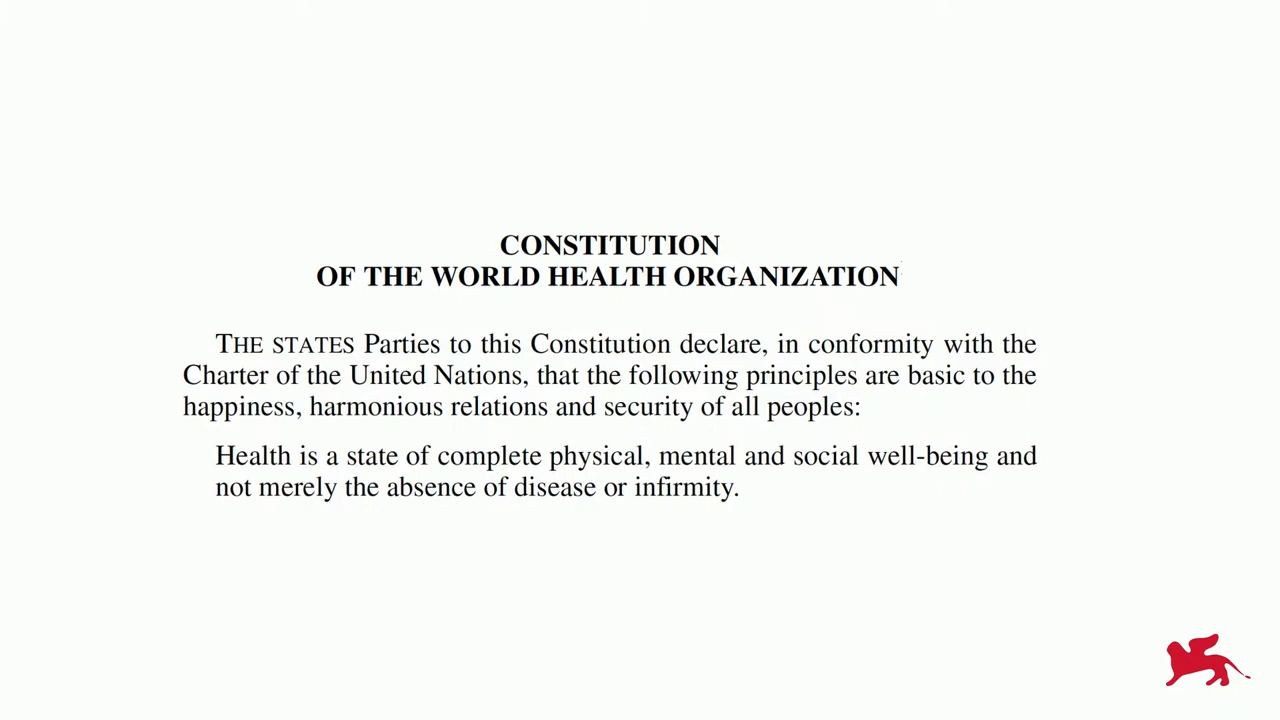 CONSTITUTION
OF THE WORLD HEALTH ORGANIZATION
THE STATES Parties to this Constitution declare, in conformity with the
Charter of the United Nations, that the following principles are basic to the
happiness, harmonious relations and security of all peoples:
Health is a state of complete physical, mental and social well-being and
not merely the absence of disease or infirmity.